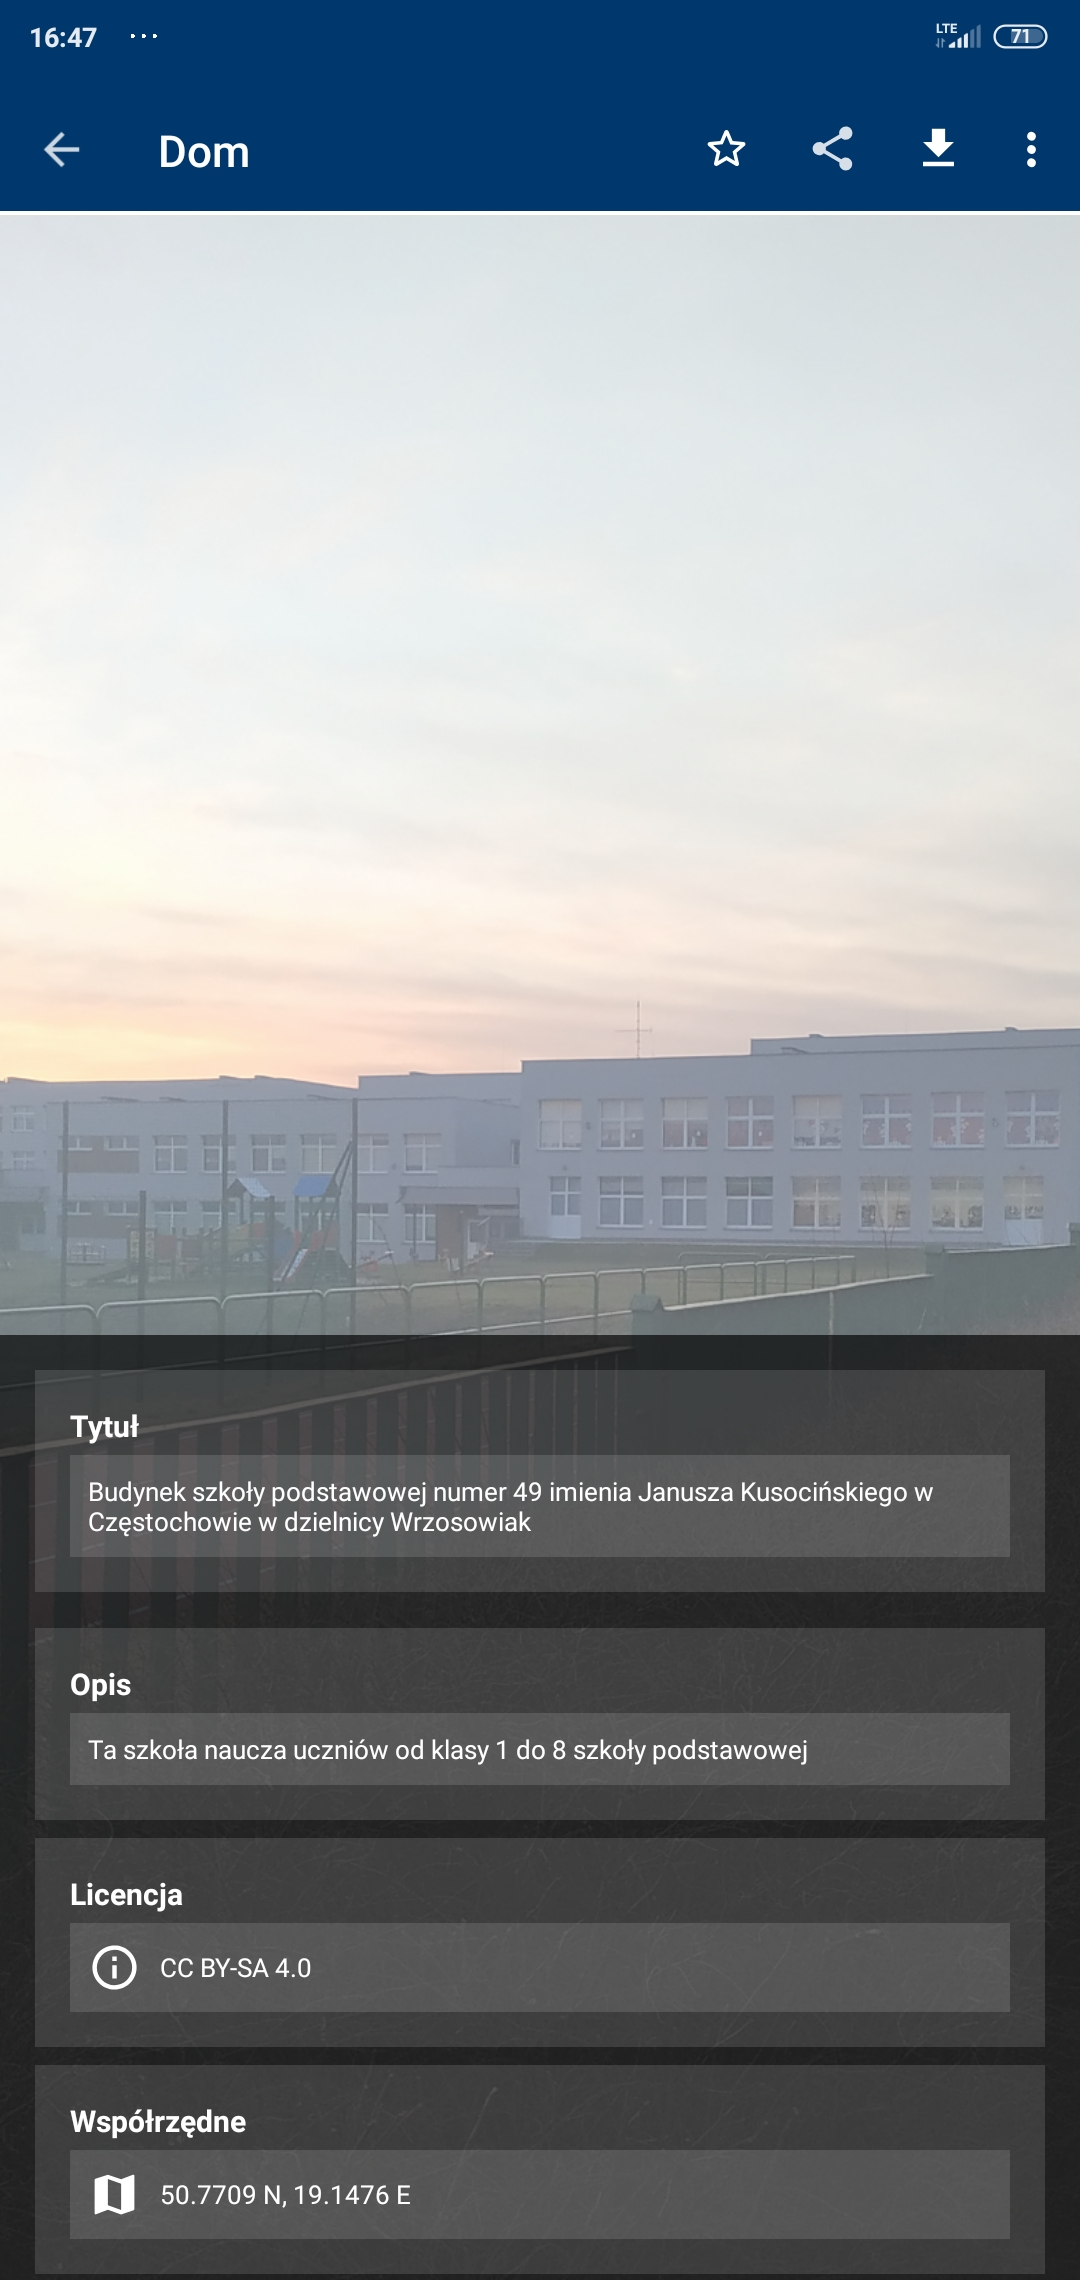 16:47 ... LTE 71
Dom
Tytuł
Budynek szkoły podstawowej numer 49 imienia Janusza Kusocińskiego w
Częstochowie w dzielnicy Wrzosowiak
Opis
Ta szkoła naucza uczniów od klasy 1 do 8 szkoły podstawowej
Licencja
CC BY-SA 4.0
Współrzędne
50.7709 N, 19.1476 E